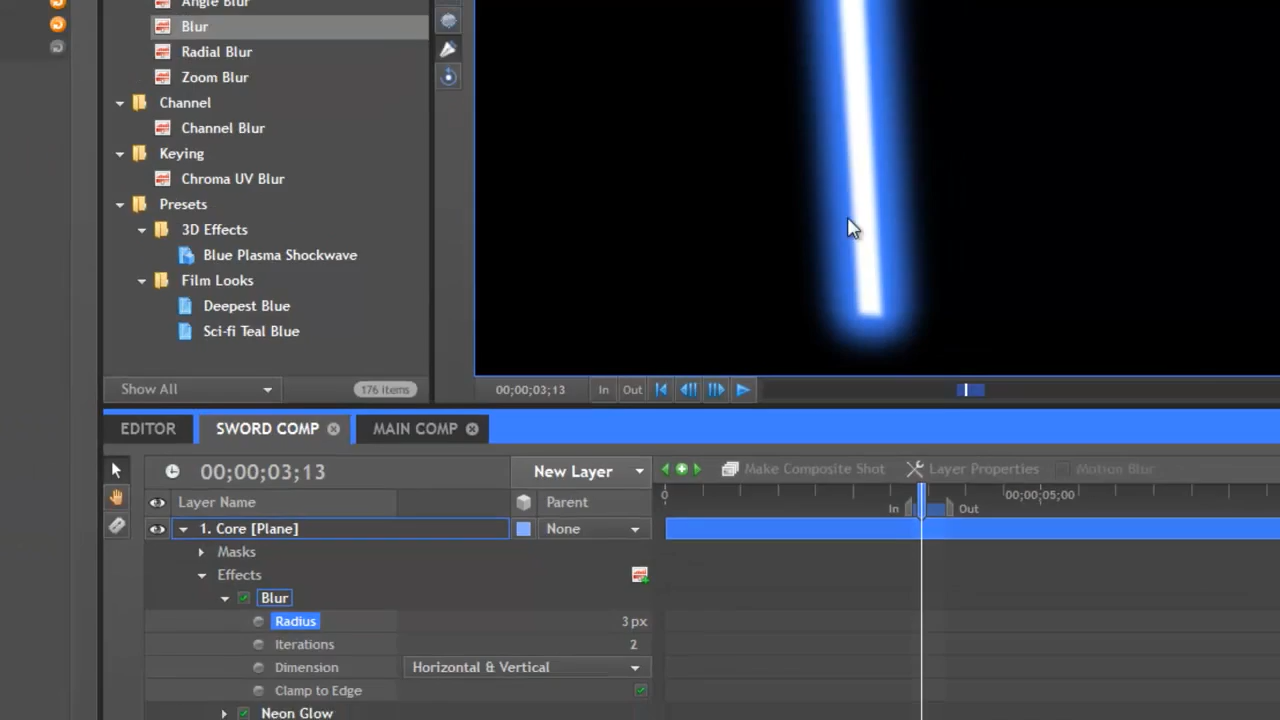 Angle Blur
Blur
Radial Blur
Zoom Blur
Channel
Channel Blur
Keying
Chroma UV Blur
Presets
3D Effects
Blue Plasma Shockwave
Film Looks
Deepest Blue
Sci-fi Teal Blue
Show All 176 items
00;00;03;13 In Out
EDITOR SWORD COMP MAIN COMP
00;00;03;13 New Layer Make Composite Shot Layer Properties Motion Blur
0 00;00;05;00
Layer Name Parent In Out
1. Core [Plane] None
Masks
Effects
Blur
Radius 3 px
Iterations 2
Dimension Horizontal & Vertical
Clamp to Edge
Neon Glow